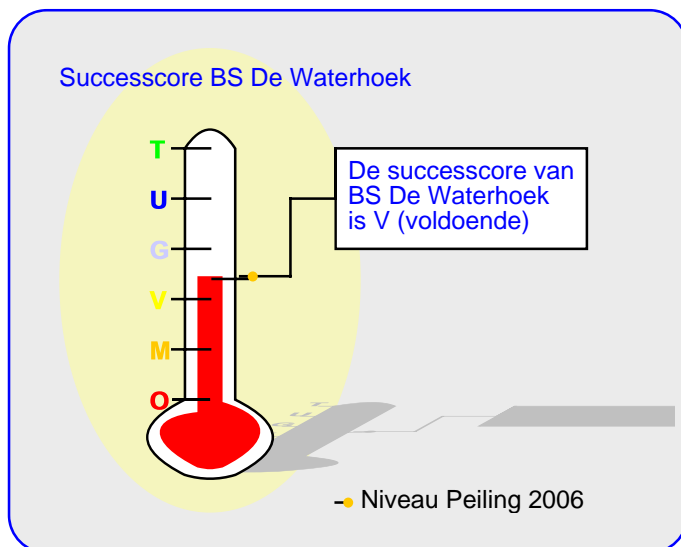 Successcore BS De Waterhoek
T
De successcore van
BS De Waterhoek
is V (voldoende)
U
G
V
M
O
Niveau Peiling 2006